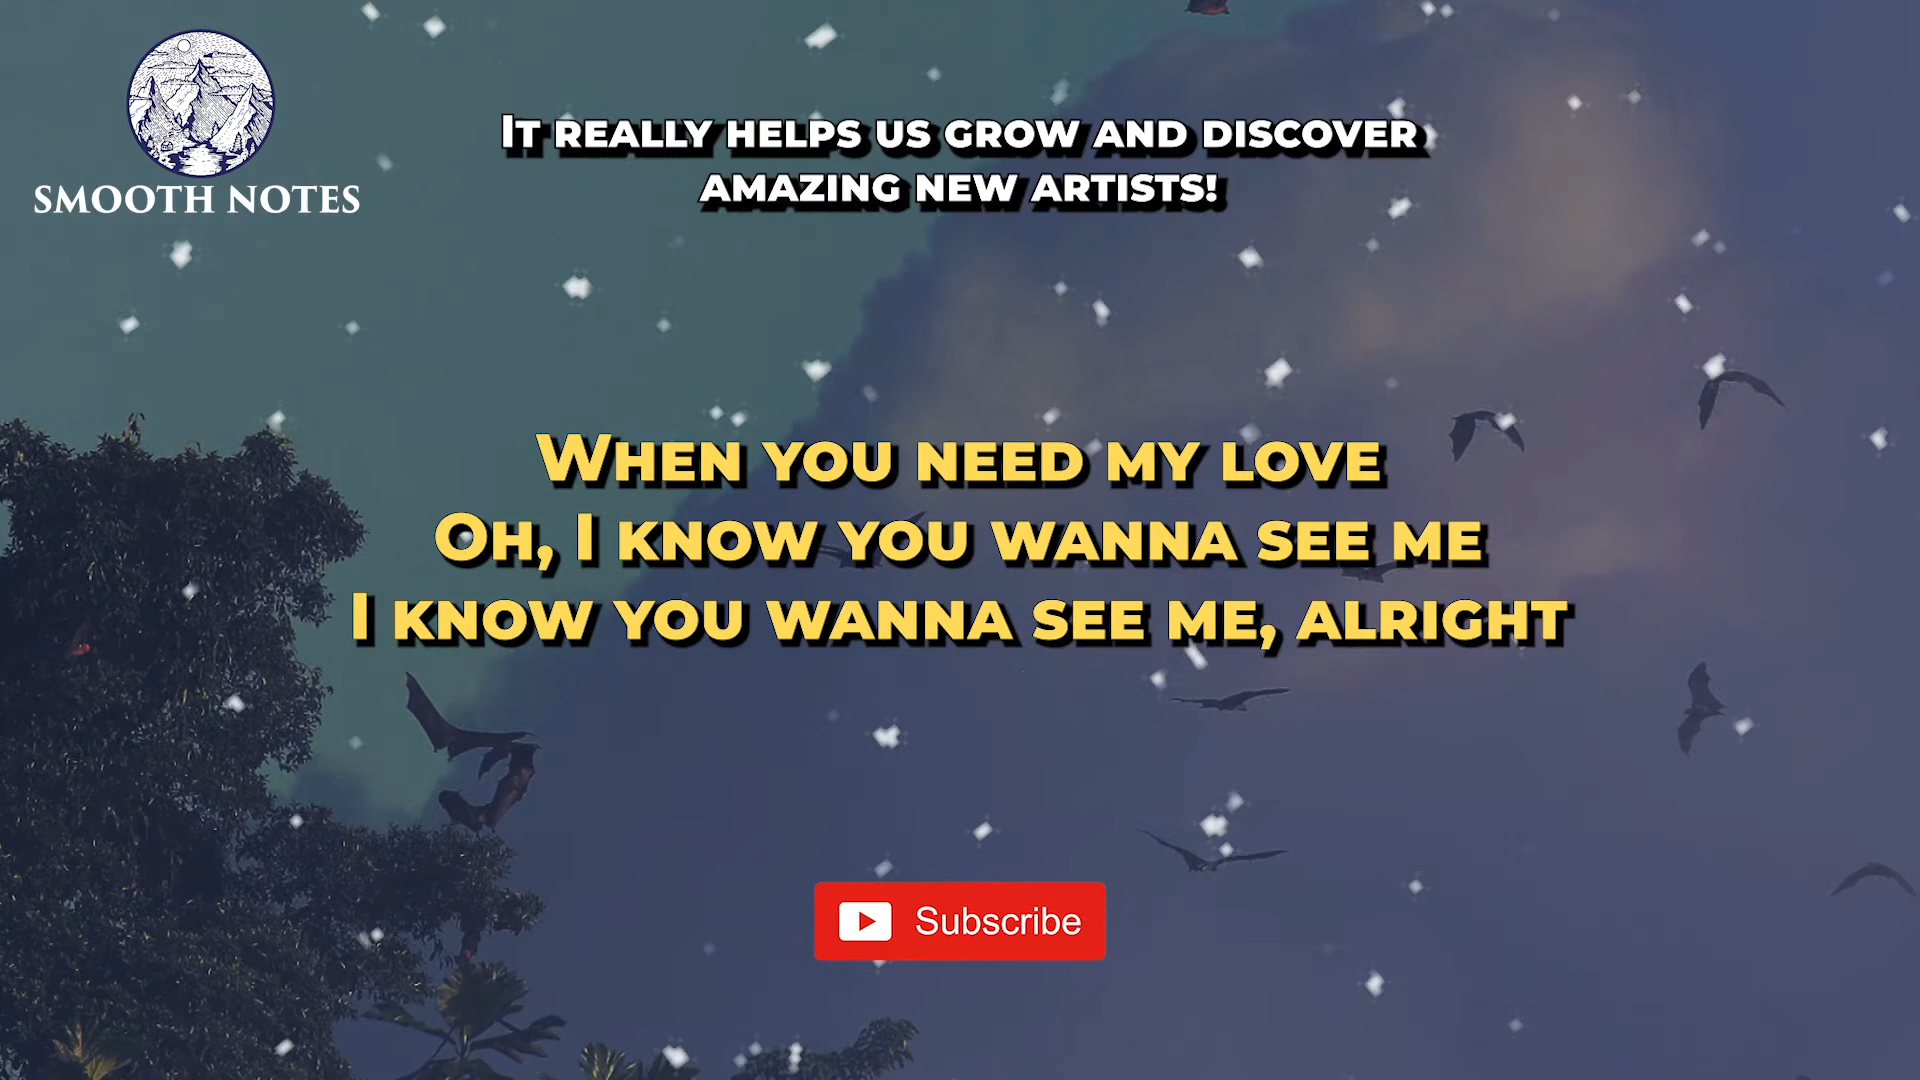 SMOOTH NOTES
It really helps us grow and discover
amazing new artists!
When you need my love
Oh, I know you wanna see me
I know you wanna see me, alright
Subscribe